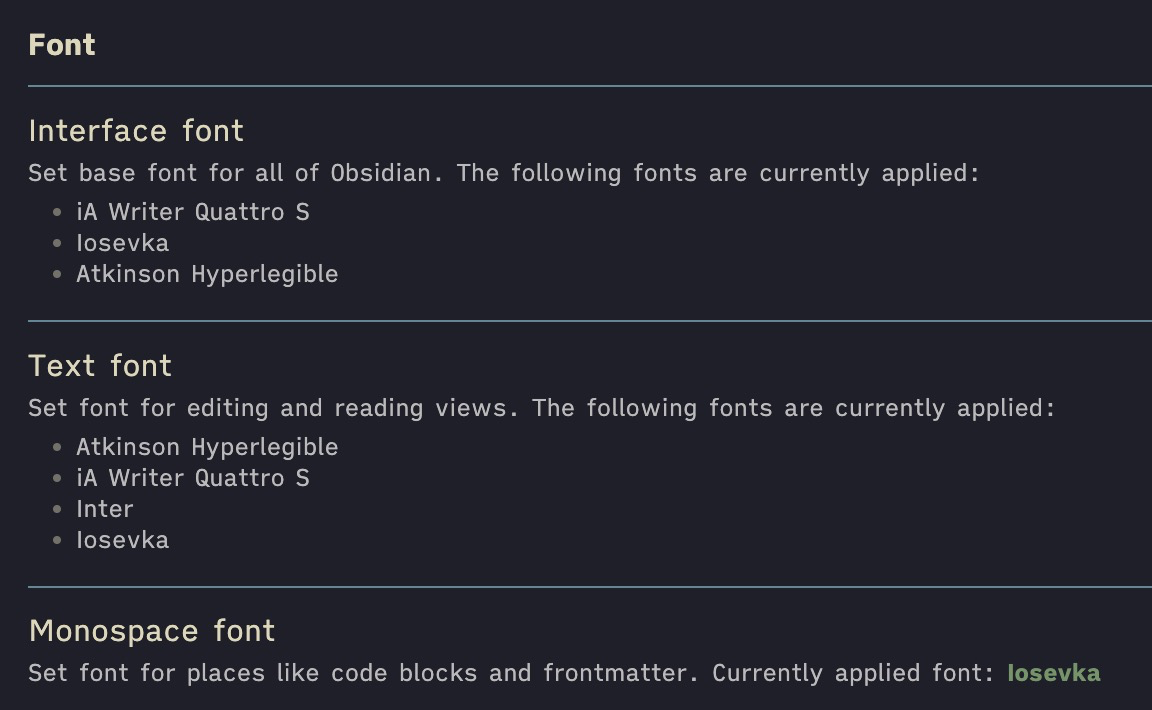 Font
Interface font
Set base font for all of Obsidian. The following fonts are currently applied:
iA Writer Quattro S
Iosevka
Atkinson Hyperlegible
Text font
Set font for editing and reading views. The following fonts are currently applied:
Atkinson Hyperlegible
iA Writer Quattro S
Inter
Iosevka
Monospace font
Set font for places like code blocks and frontmatter. Currently applied font: Iosevka